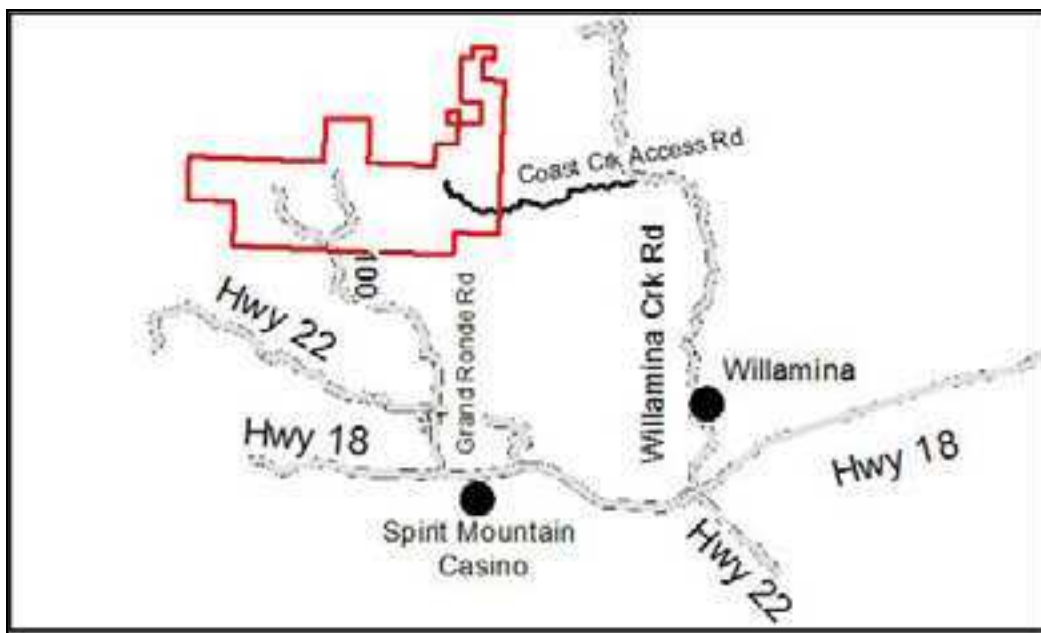 Coast Crk Access Rd
100
Hwy 22
Grand Ronde Rd
Willamina Crk Rd
Willamina
Hwy 18
Hwy 18
Spirit Mountain
Casino
Hwy 22